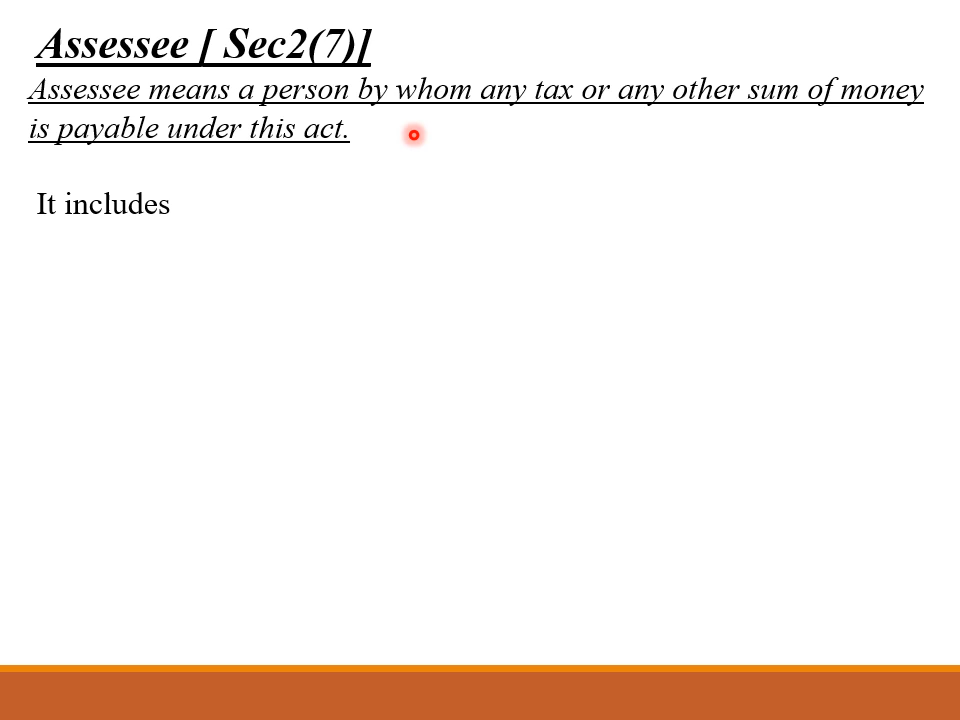 Assessee [ Sec2(7)]
Assessee means a person by whom any tax or any other sum of money
is payable under this act.
It includes